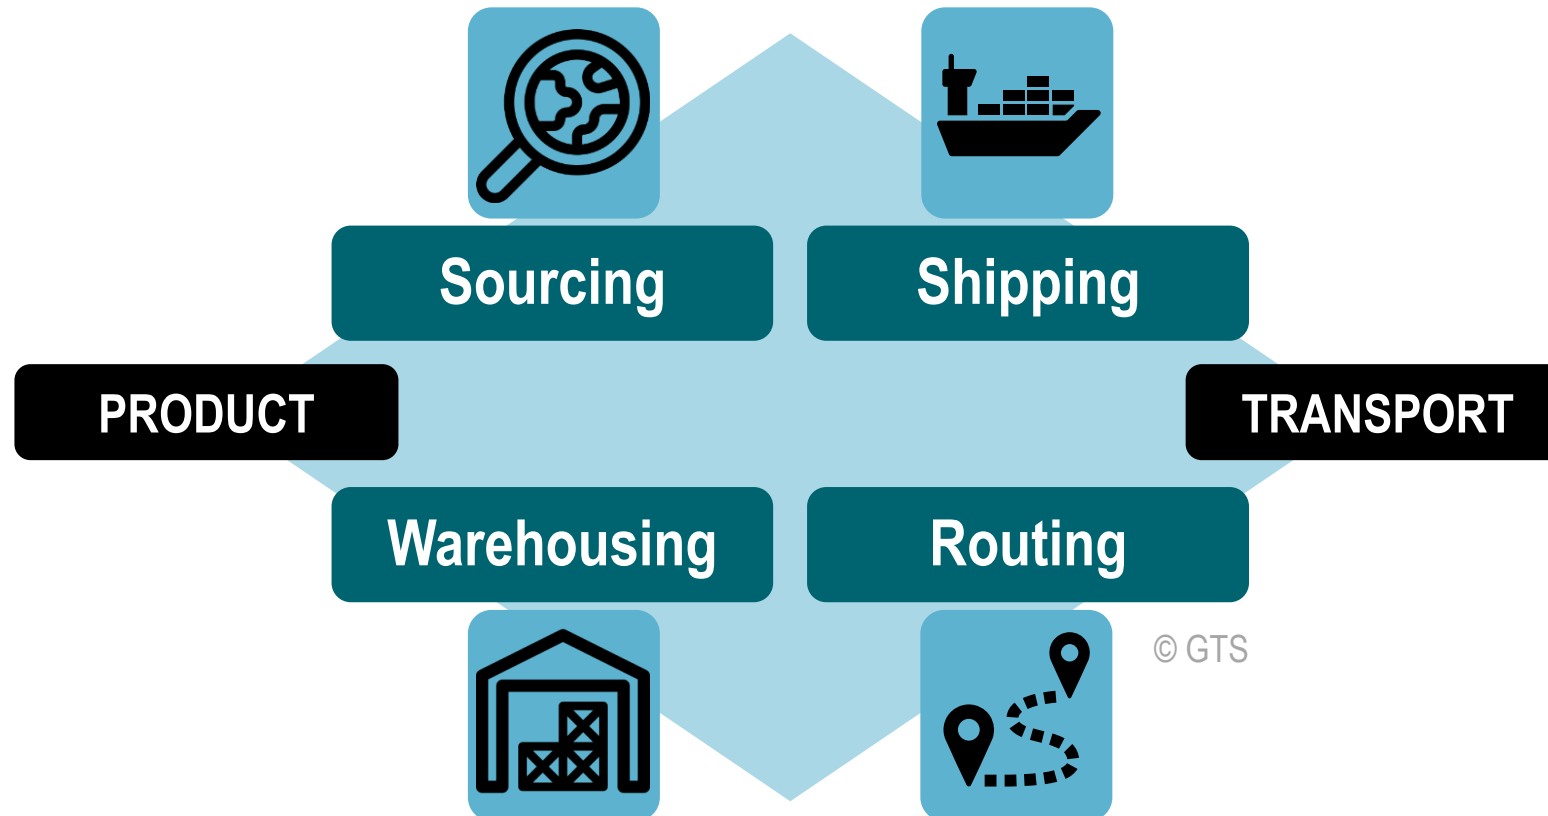 Sourcing
Shipping
PRODUCT
TRANSPORT
Warehousing
Routing
© GTS